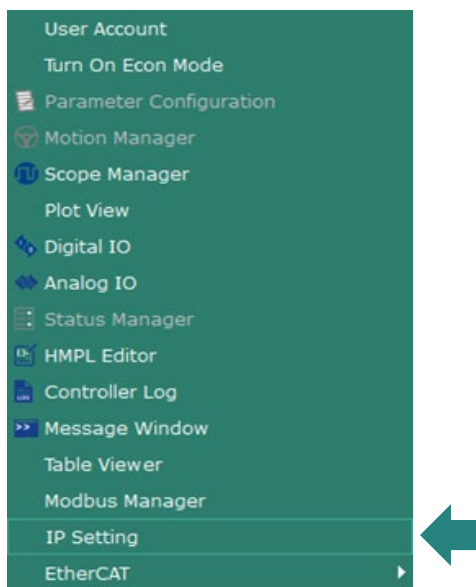 User Account
Turn On Econ Mode
Parameter Configuration
Motion Manager
Scope Manager
Plot View
Digital IO
Analog IO
Status Manager
HMPL Editor
Controller Log
Message Window
Table Viewer
Modbus Manager
IP Setting
EtherCAT